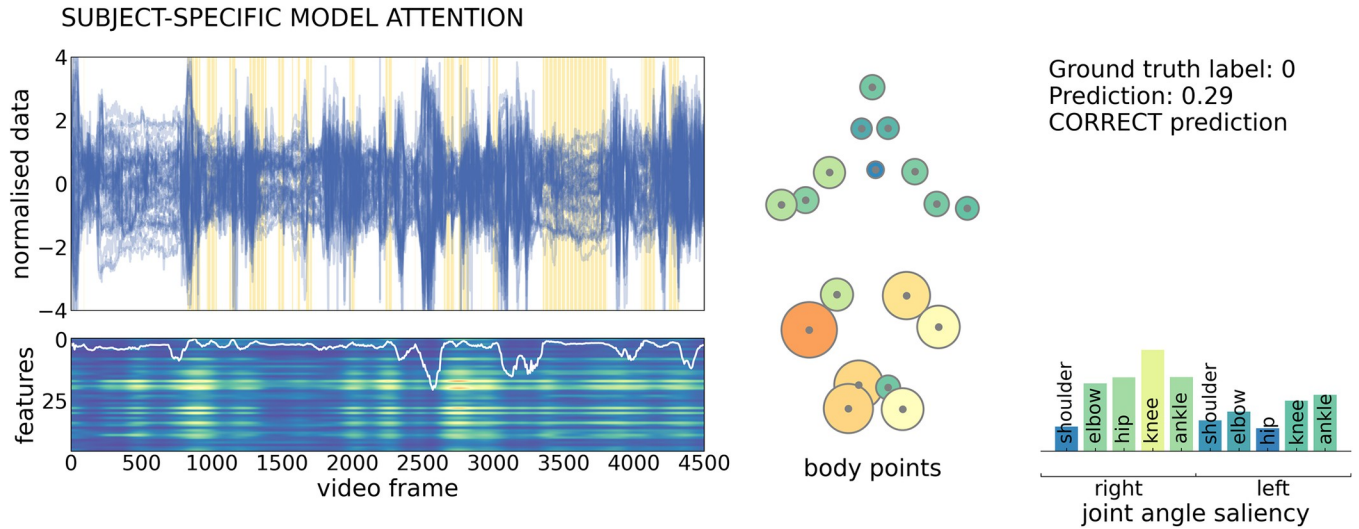 SUBJECT-SPECIFIC MODEL ATTENTION
normalised data
4
2
0
−2
−4
features
0
25
0 500 1000 1500 2000 2500 3000 3500 4000 4500
video frame
body points
Ground truth label: 0
Prediction: 0.29
CORRECT prediction
shoulder
elbow
hip
knee
ankle
shoulder
elbow
hip
knee
ankle
right left
joint angle saliency